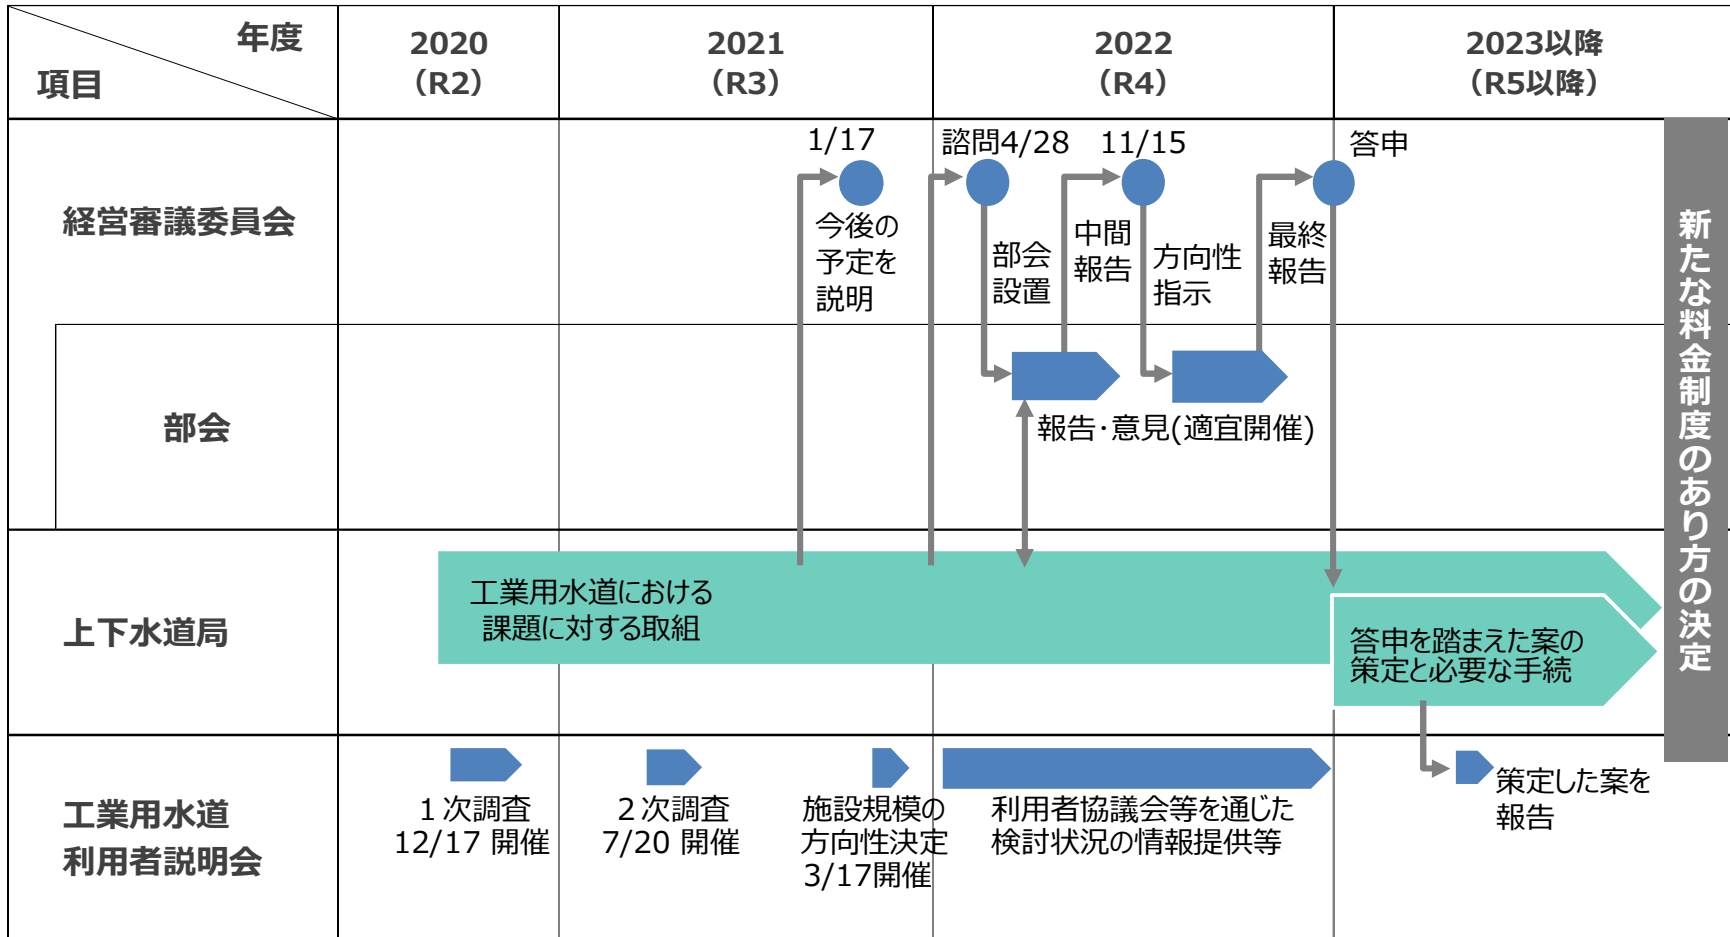 年度
項目
2020
（R2）
2021
（R3）
2022
（R4）
2023以降
（R5以降）
経営審議委員会
1/17
今後の
予定を
説明
諮問4/28
部会
設置
中間
報告
11/15
方向性
指示
最終
報告
答申
部会
報告・意見(適宜開催)
上下水道局
工業用水道における
課題に対する取組
答申を踏まえた案の
策定と必要な手続
工業用水道
利用者説明会
１次調査
12/17 開催
２次調査
7/20 開催
施設規模の
方向性決定
3/17開催
利用者協議会等を通じた
検討状況の情報提供等
策定した案を
報告
新たな料金制度のあり方の決定